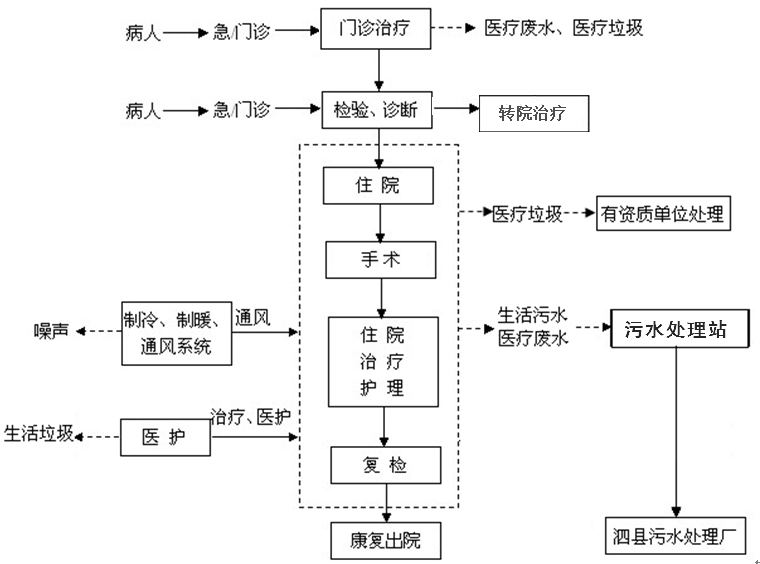 病人 急/门诊 门诊治疗 医疗废水、医疗垃圾
病人 急/门诊 检验、诊断 转院治疗
住 院
医疗垃圾 有资质单位处理
手 术
噪声
制冷、制暖、
通风系统
通风
住 院
治 疗
护 理
生活污水
医疗废水
污水处理站
生活垃圾
医 护
治疗、医护
复 检
康复出院
泗县污水处理厂